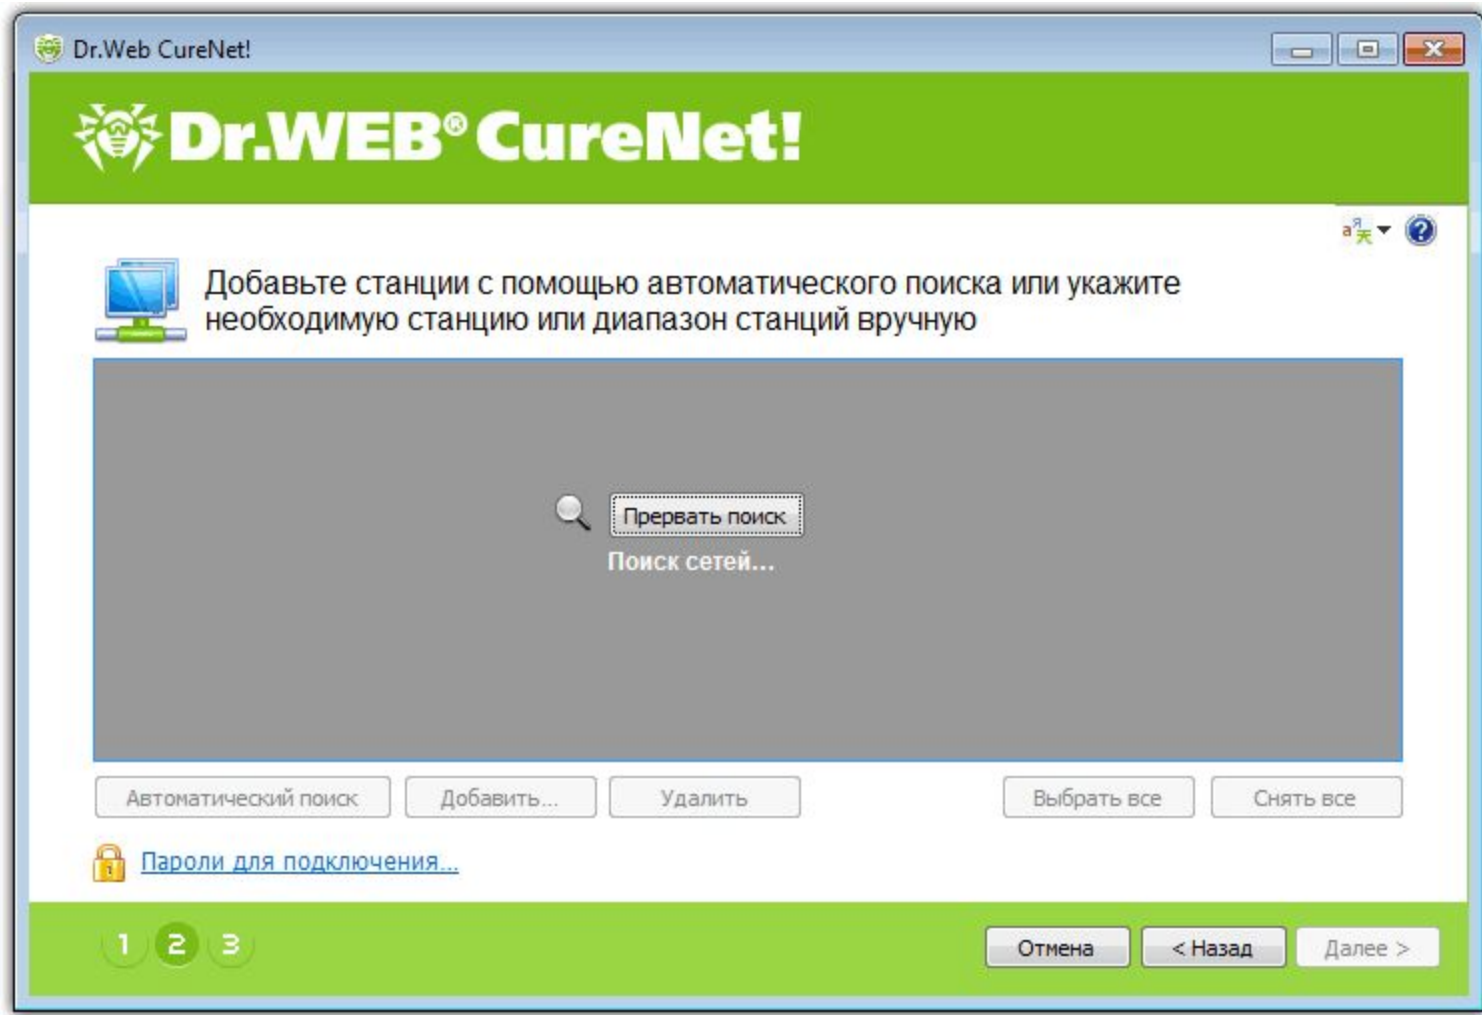 Dr.Web CureNet!
Dr.WEB® CureNet!
Добавьте станции с помощью автоматического поиска или укажите
необходимую станцию или диапазон станций вручную
Прервать поиск
Поиск сетей...
Автоматический поиск
Добавить...
Удалить
Выбрать все
Снять все
Пароли для подключения...
1 2 3
Отмена
< Назад
Далее >